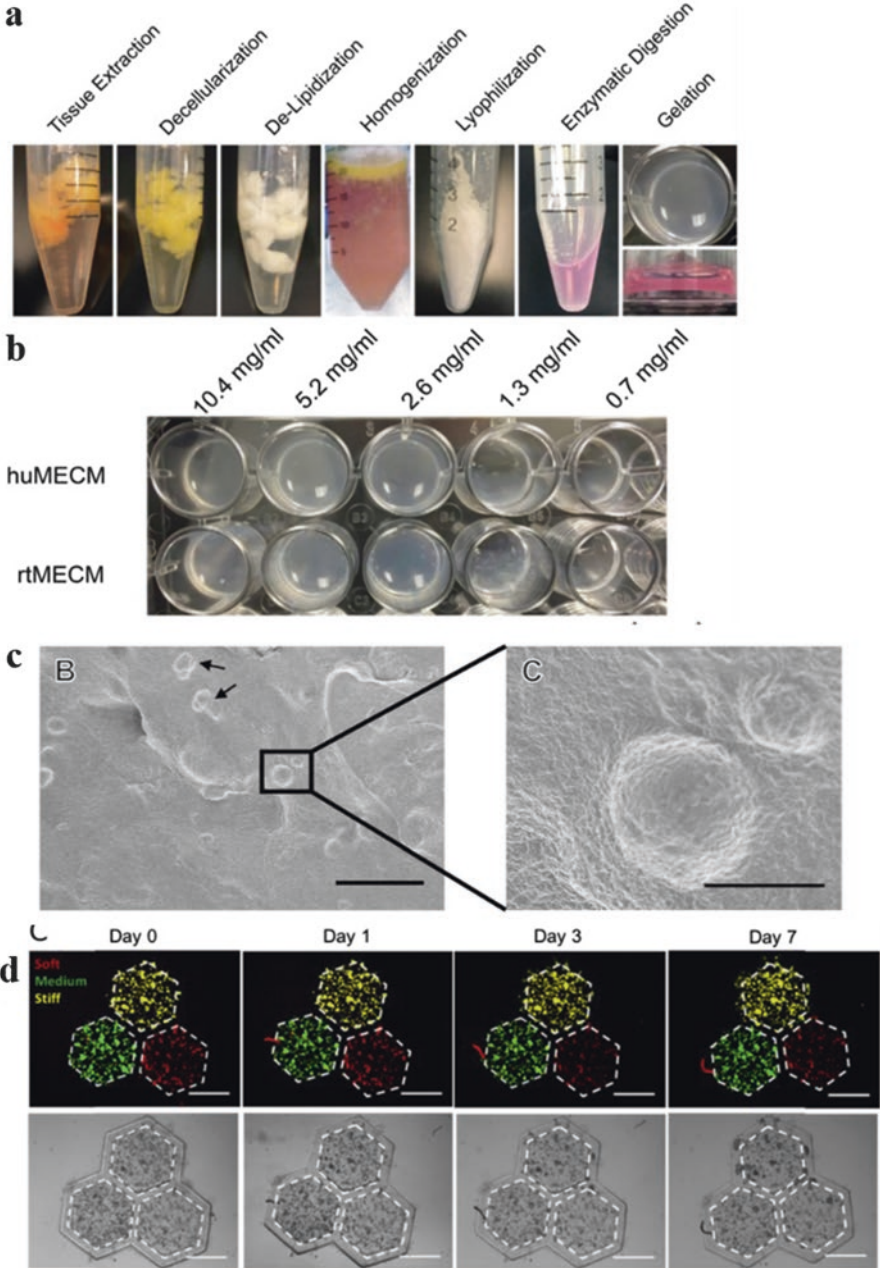 a
Tissue Extraction
Decellularization
De-Lipidization
Homogenization
Lyophilization
Enzymatic Digestion
Gelation
b
10.4 mg/ml
5.2 mg/ml
2.6 mg/ml
1.3 mg/ml
0.7 mg/ml
huMECM
rtMECM
c
B
C
d
Day 0
Day 1
Day 3
Day 7
Soft
Medium
Stiff